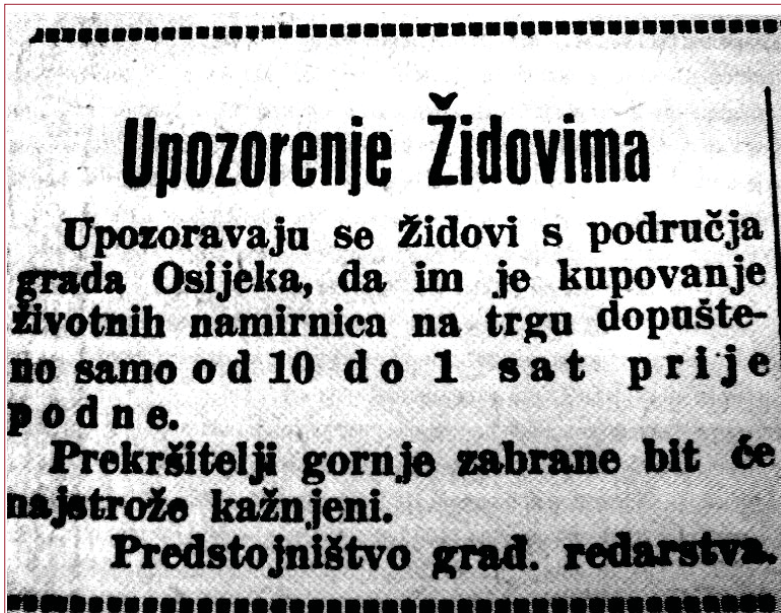 Upozorenje Židovima
Upozoravaju se Židovi s područja
grada Osijeka, da im je kupovanje
životnih namirnica na trgu dopušte-
no samo od 10 do 1 sat prije
podne.
Prekršitelji gornje zabrane bit će
najstrože kažnjeni.
Predstojništvo grad. redarstva.